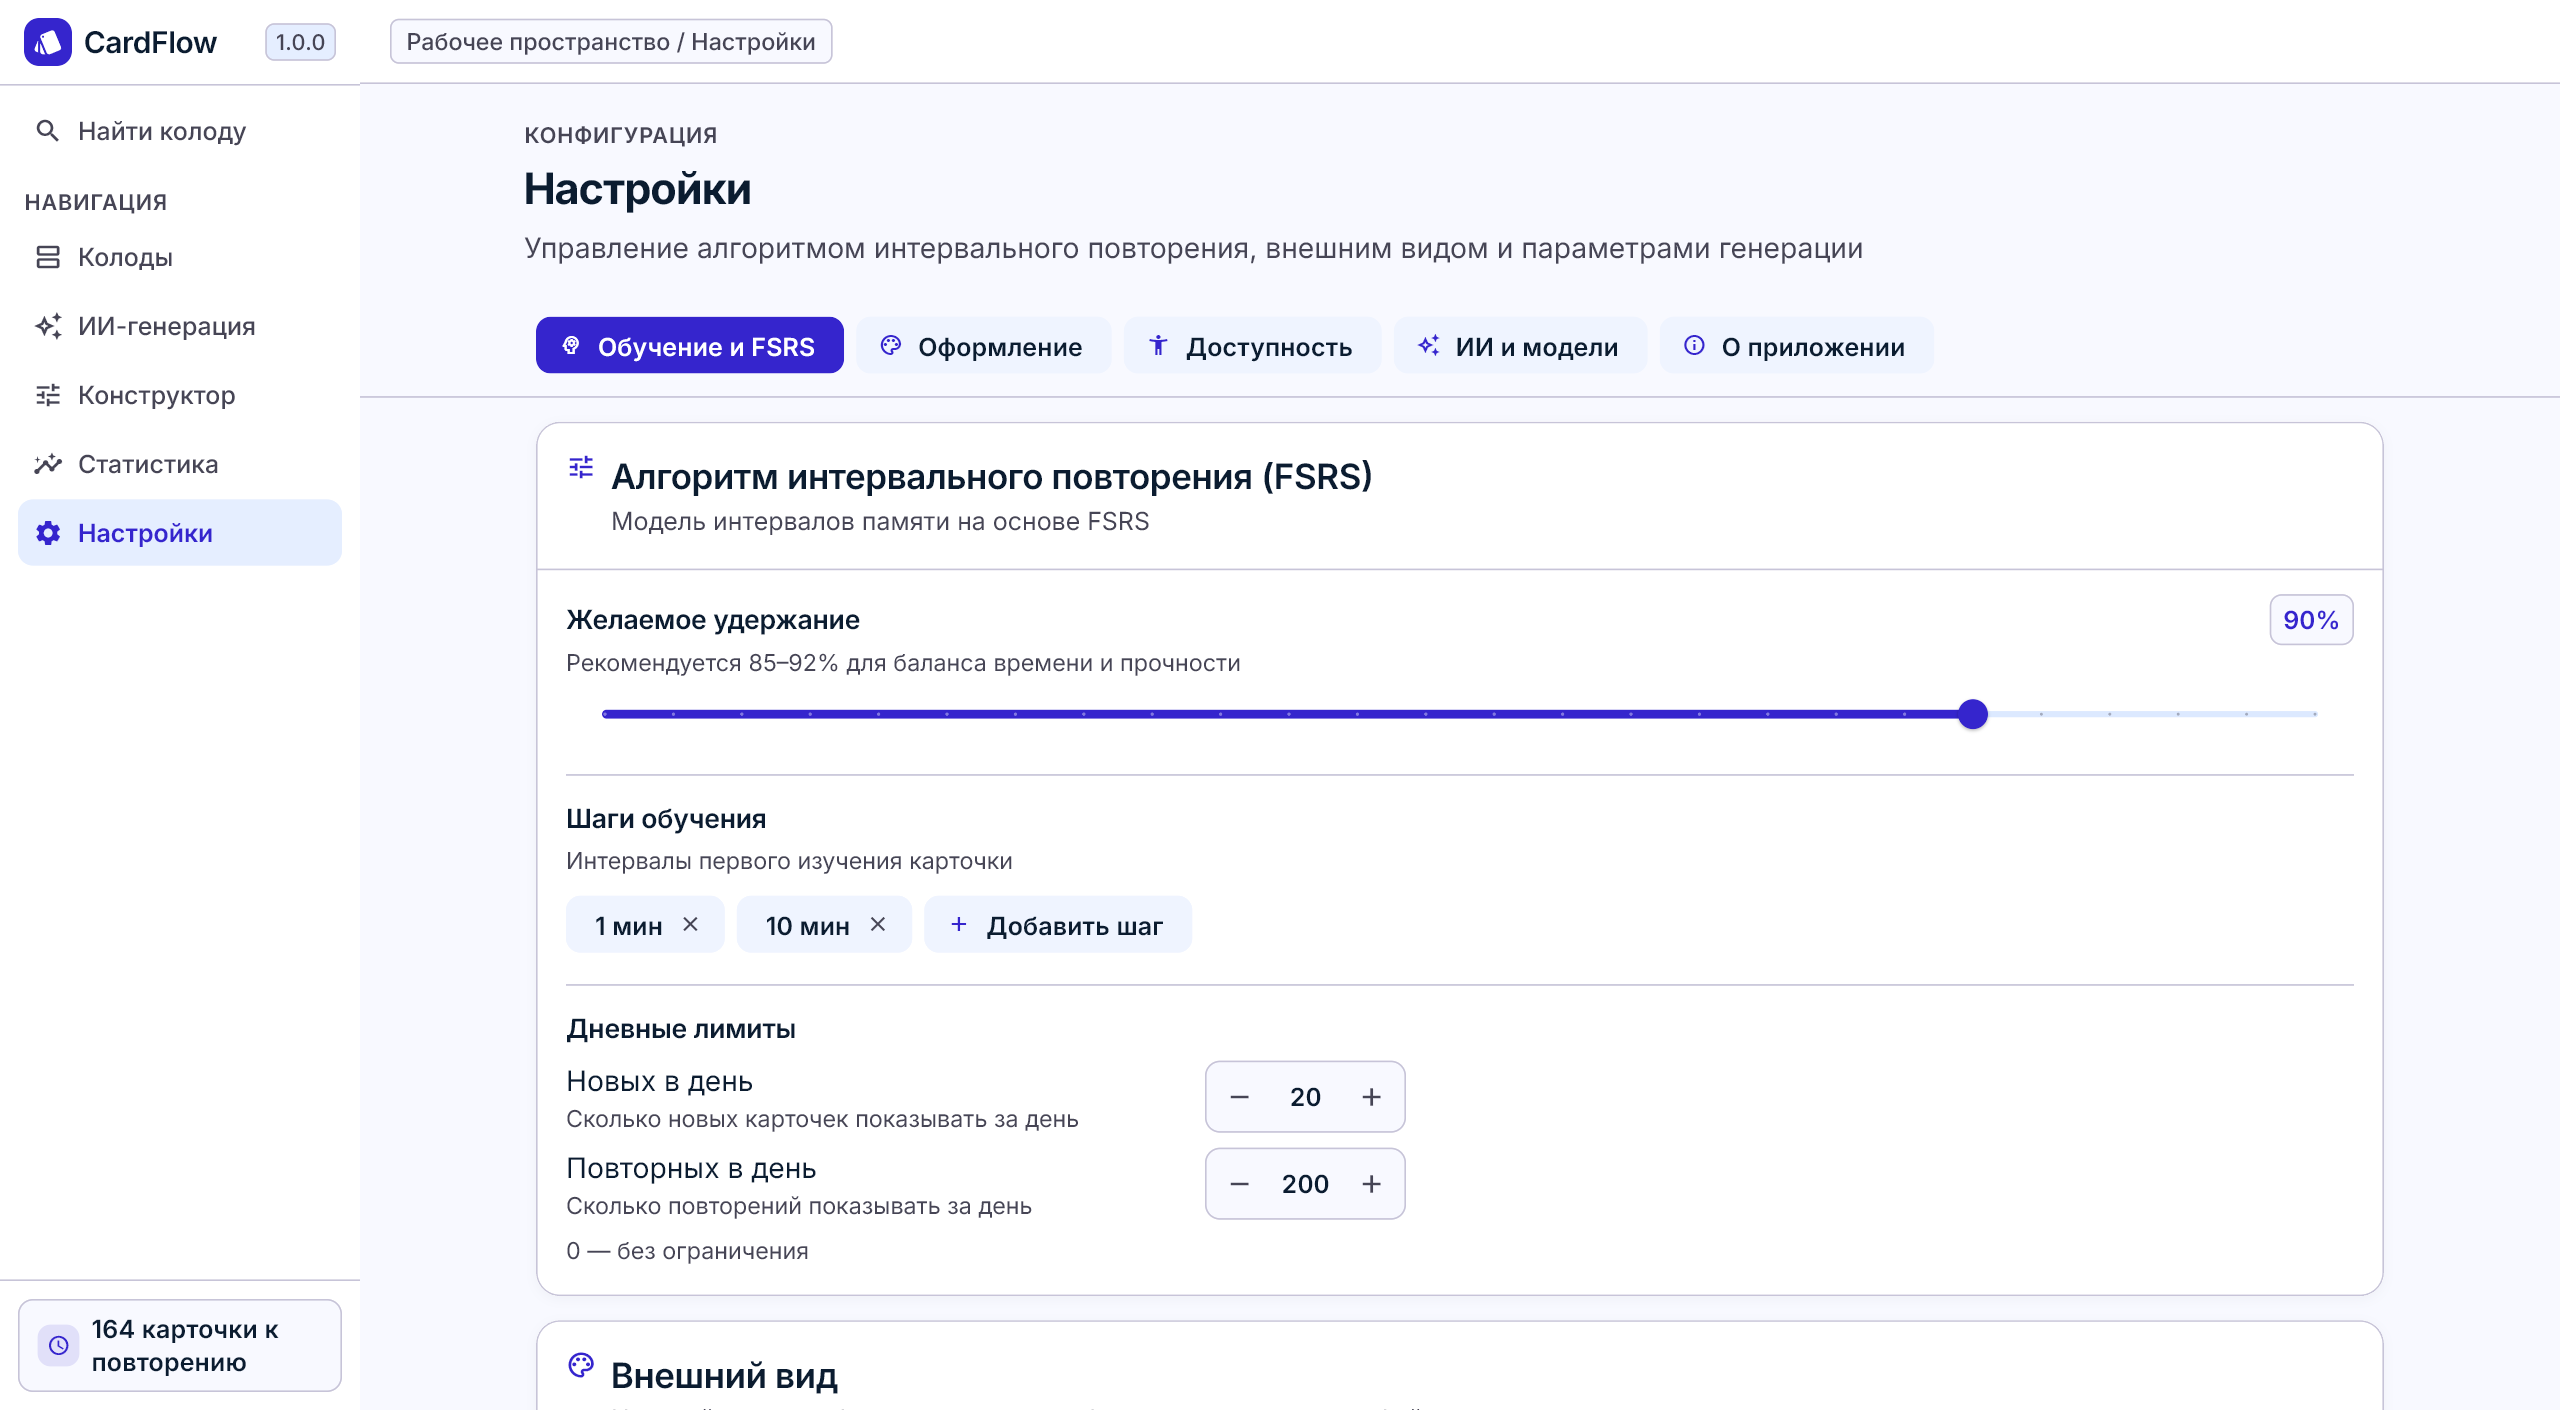 CardFlow
1.0.0
Найти колоду
НАВИГАЦИЯ
Колоды
ИИ-генерация
Конструктор
Статистика
Настройки
164 карточки к
повторению
Рабочее пространство / Настройки
КОНФИГУРАЦИЯ
Настройки
Управление алгоритмом интервального повторения, внешним видом и параметрами генерации
Обучение и FSRS
Оформление
Доступность
ИИ и модели
О приложении
Алгоритм интервального повторения (FSRS)
Модель интервалов памяти на основе FSRS
Желаемое удержание
90%
Рекомендуется 85–92% для баланса времени и прочности
Шаги обучения
Интервалы первого изучения карточки
1 мин
10 мин
Добавить шаг
Дневные лимиты
Новых в день
Сколько новых карточек показывать за день
20
Повторных в день
Сколько повторений показывать за день
200
0 — без ограничения
Внешний вид